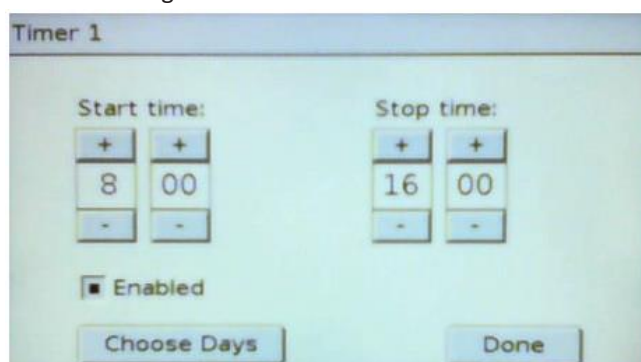 Timer 1
Start time: Stop time:
+ + + +
8 00 16 00
- - - -
Enabled
Choose Days Done